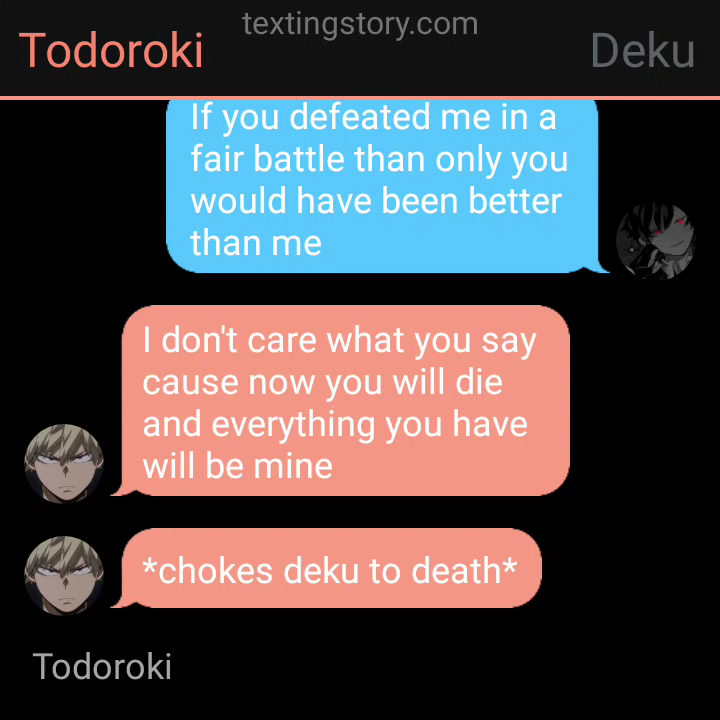 textingstory.com
Todoroki
Deku
If you defeated me in a
fair battle than only you
would have been better
than me
I don't care what you say
cause now you will die
and everything you have
will be mine
*chokes deku to death*
Todoroki